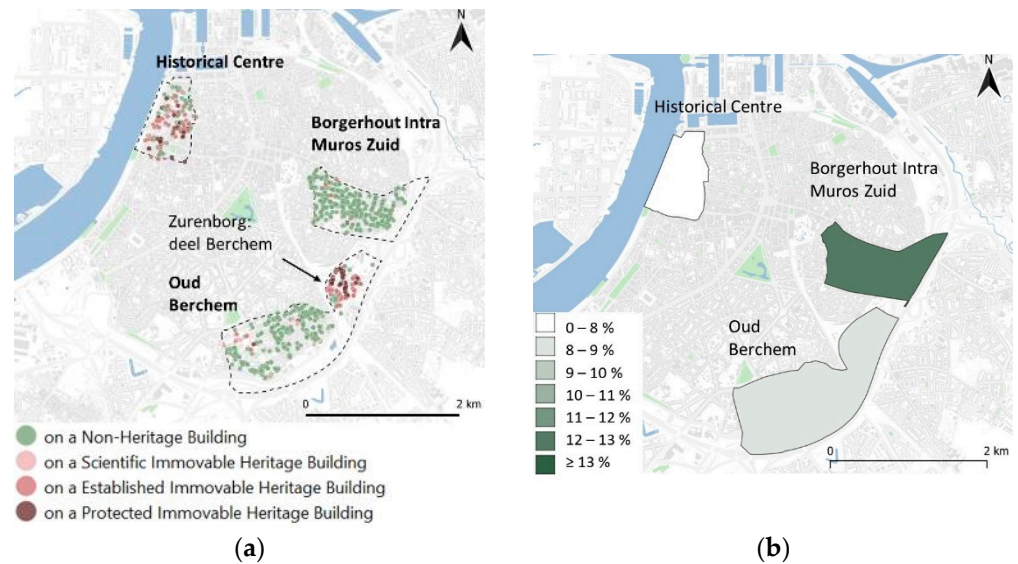 N
Historical Centre
Borgerhout Intra
Muros Zuid
Zurenborg:
deel Berchem
Oud
Berchem
0
2 km
on a Non-Heritage Building
on a Scientific Immovable Heritage Building
on a Established Immovable Heritage Building
on a Protected Immovable Heritage Building
(a)
N
Historical Centre
Borgerhout Intra
Muros Zuid
Oud
Berchem
0 – 8 %
8 – 9 %
9 – 10 %
10 – 11 %
11 – 12 %
12 – 13 %
≥ 13 %
0
2 km
(b)